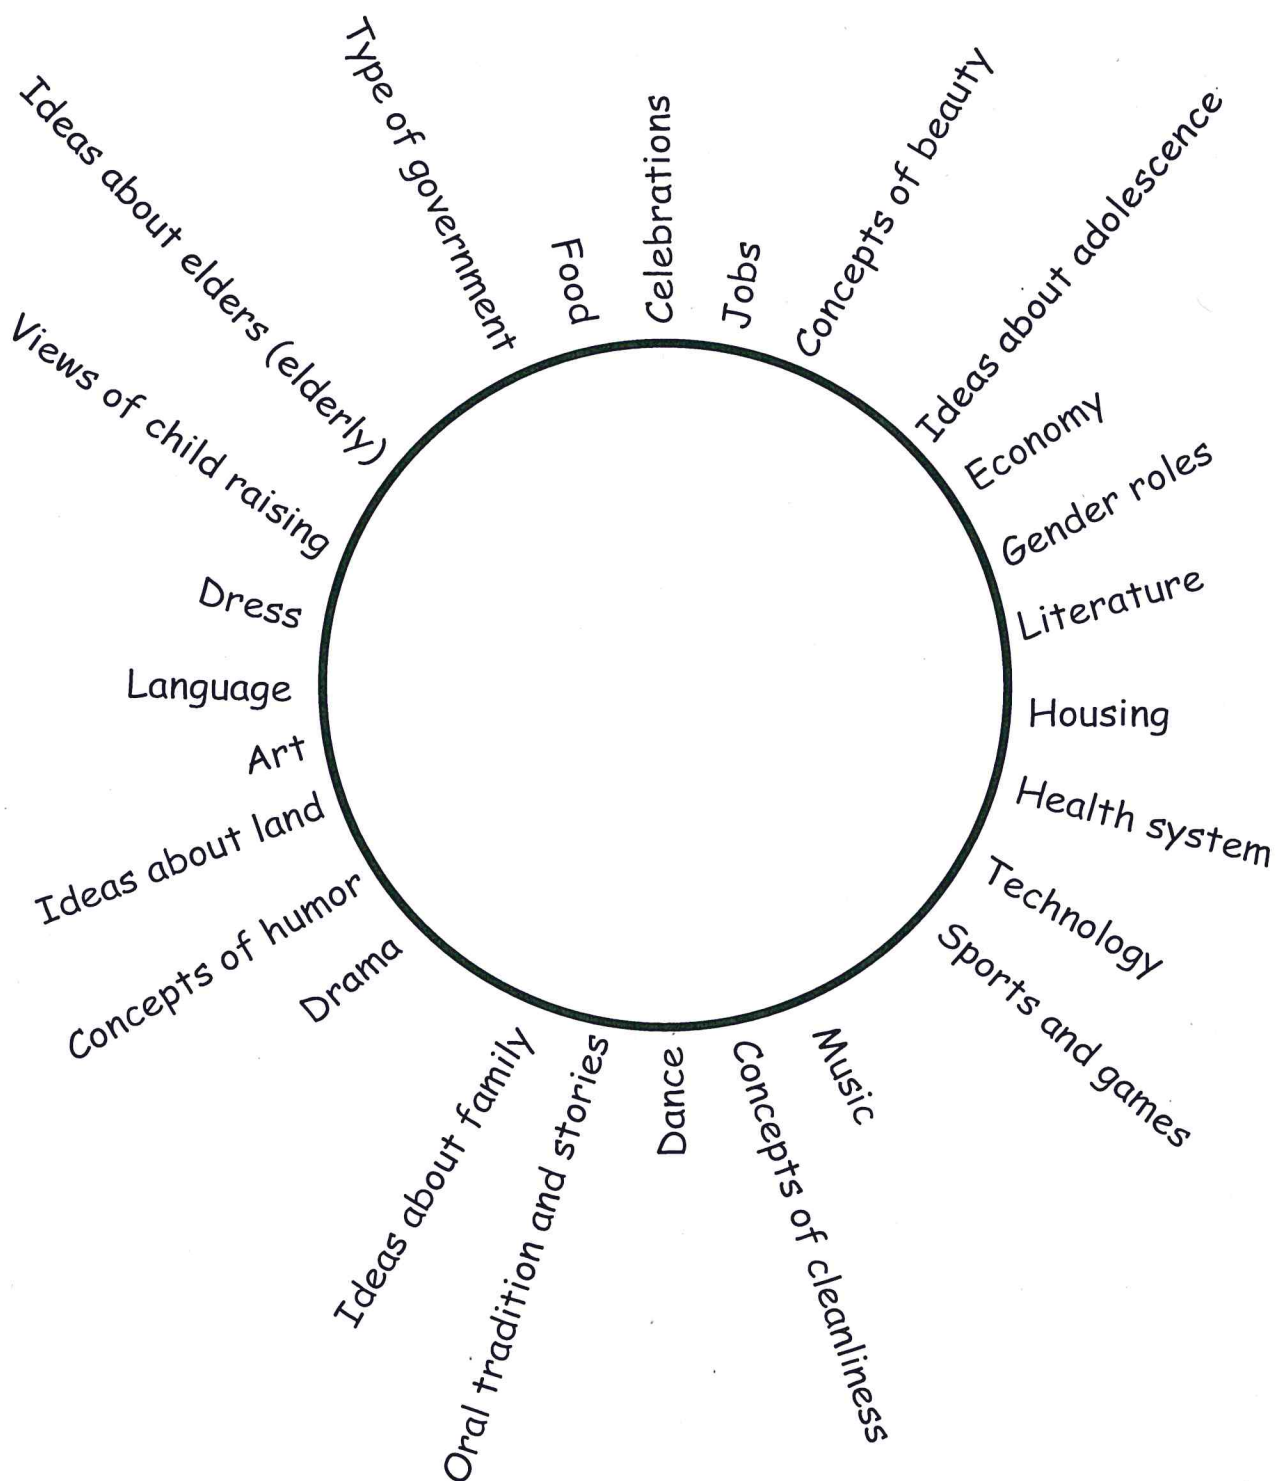 Celebrations
Jobs
Concepts of beauty
Ideas about adolescence
Economy
Gender roles
Literature
Housing
Health system
Technology
Sports and games
Music
Concepts of cleanliness
Dance
Oral tradition and stories
Ideas about family
Drama
Concepts of humor
Ideas about land
Art
Language
Dress
Views of child raising
Ideas about elders (elderly)
Type of government
Food